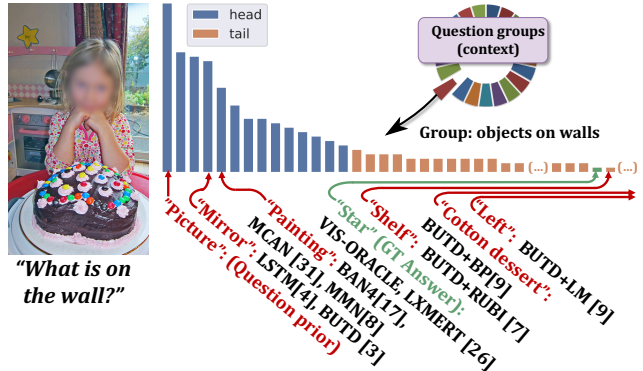 head
tail
Question groups
(context)
Group: objects on walls
(...)
(...)
"What is on
the wall?"
"Picture": (Question prior)
"Mirror": LSTM[4], BUTD [3]
"Painting": BAN4[17],
MCAN [31], MMN[8]
"Star" (GT Answer):
VIS-ORACLE, LXMERT [26]
"Shelf": BUTD+RUBI [7]
BUTD+BP[9]
"Cotton dessert":
"Left": BUTD+LM [9]